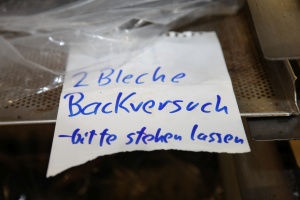 2 Bleche
Backversuch
-bitte stehen lassen